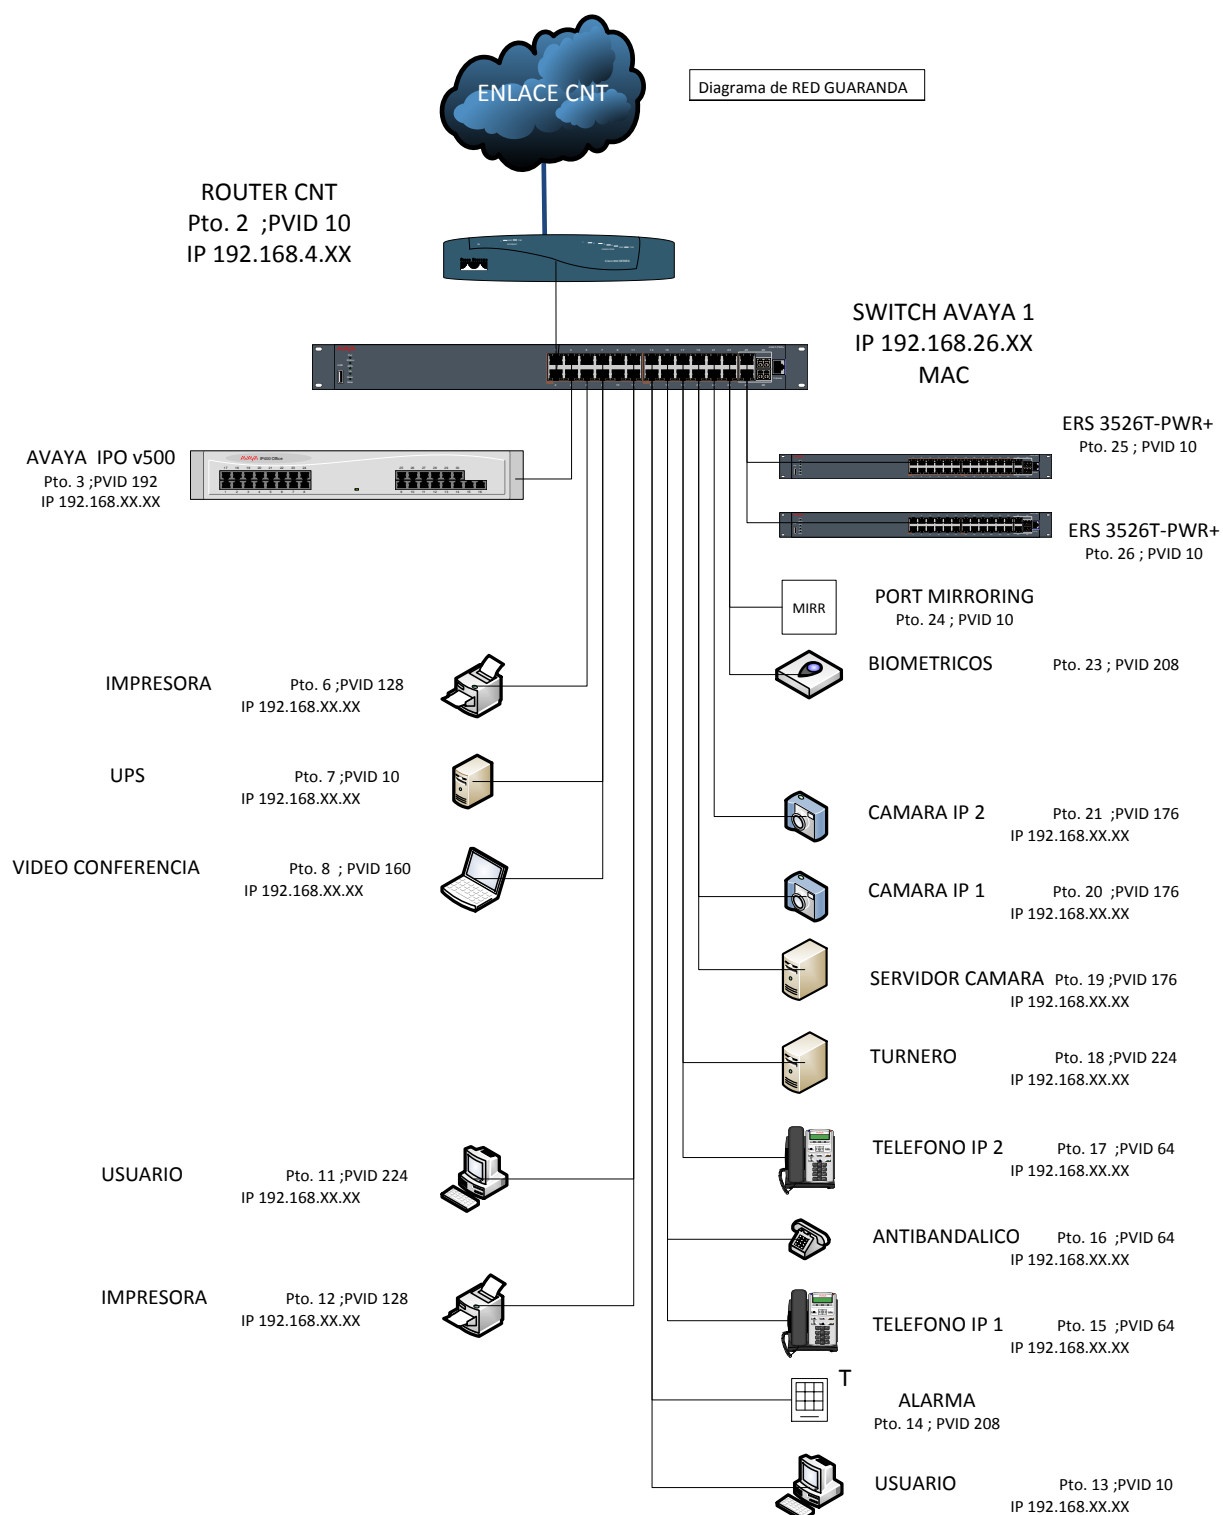 ENLACE CNT
Diagrama de RED GUARANDA
ROUTER CNT
Pto. 2 ;PVID 10
IP 192.168.4.XX
SWITCH AVAYA 1
IP 192.168.26.XX
MAC
AVAYA IPO v500
Pto. 3 ;PVID 192
IP 192.168.XX.XX
AVAYA
ERS 3526T-PWR+
Pto. 25 ; PVID 10
ERS 3526T-PWR+
Pto. 26 ; PVID 10
MIRR
PORT MIRRORING
Pto. 24 ; PVID 10
BIOMETRICOS Pto. 23 ; PVID 208
IMPRESORA Pto. 6 ;PVID 128
IP 192.168.XX.XX
UPS Pto. 7 ;PVID 10
IP 192.168.XX.XX
VIDEO CONFERENCIA Pto. 8 ; PVID 160
IP 192.168.XX.XX
CAMARA IP 2 Pto. 21 ;PVID 176
IP 192.168.XX.XX
CAMARA IP 1 Pto. 20 ;PVID 176
IP 192.168.XX.XX
SERVIDOR CAMARA Pto. 19 ;PVID 176
IP 192.168.XX.XX
TURNERO Pto. 18 ;PVID 224
IP 192.168.XX.XX
USUARIO Pto. 11 ;PVID 224
IP 192.168.XX.XX
TELEFONO IP 2 Pto. 17 ;PVID 64
IP 192.168.XX.XX
ANTIBANDALICO Pto. 16 ;PVID 64
IP 192.168.XX.XX
IMPRESORA Pto. 12 ;PVID 128
IP 192.168.XX.XX
TELEFONO IP 1 Pto. 15 ;PVID 64
IP 192.168.XX.XX
T
ALARMA
Pto. 14 ; PVID 208
USUARIO Pto. 13 ;PVID 10
IP 192.168.XX.XX